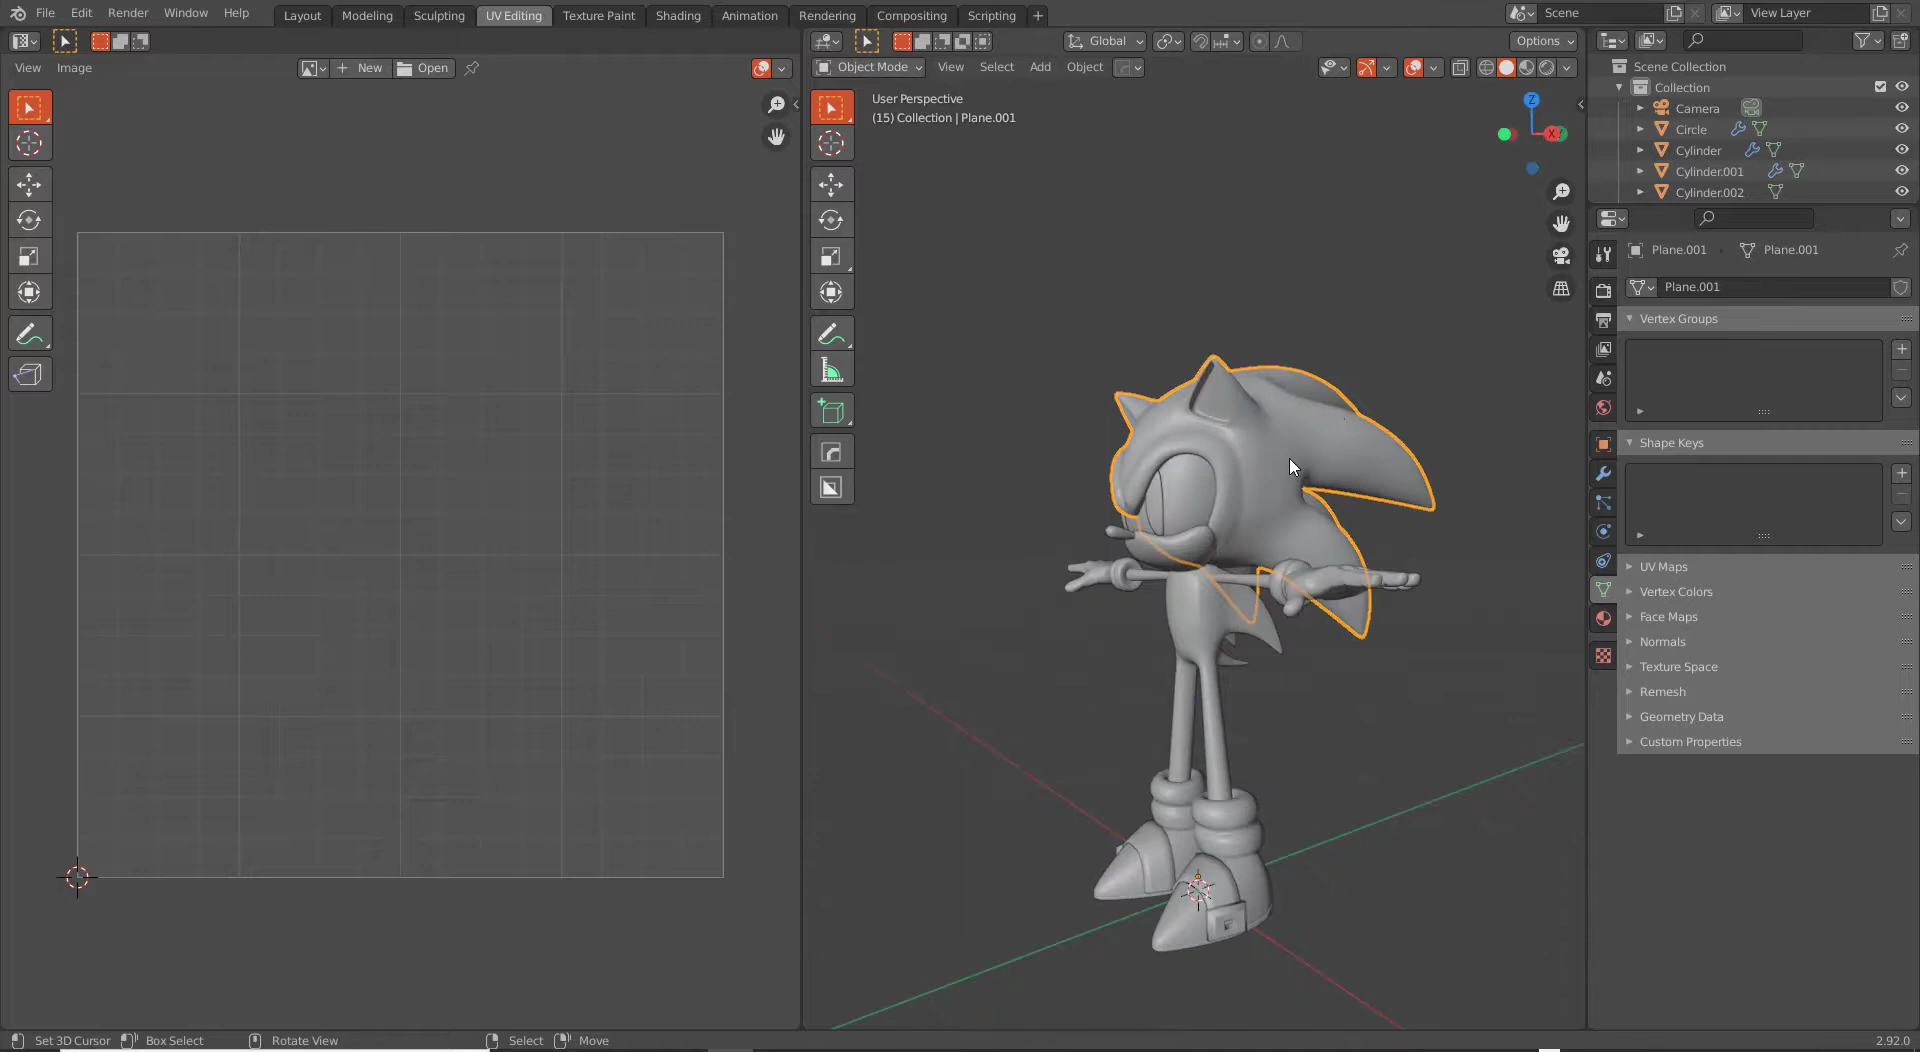 File Edit Render Window Help
Layout Modeling Sculpting UV Editing Texture Paint Shading Animation Rendering Compositing Scripting
Scene
View Layer
Global
Options
View Image
New
Open
Object Mode View Select Add Object
User Perspective
(15) Collection | Plane.001
Z
X
Scene Collection
Collection
Camera
Circle
Cylinder
Cylinder.001
Cylinder.002
Plane.001 Plane.001
Plane.001
Vertex Groups
Shape Keys
UV Maps
Vertex Colors
Face Maps
Normals
Texture Space
Remesh
Geometry Data
Custom Properties
Set 3D Cursor Box Select Rotate View Select Move
2.92.0